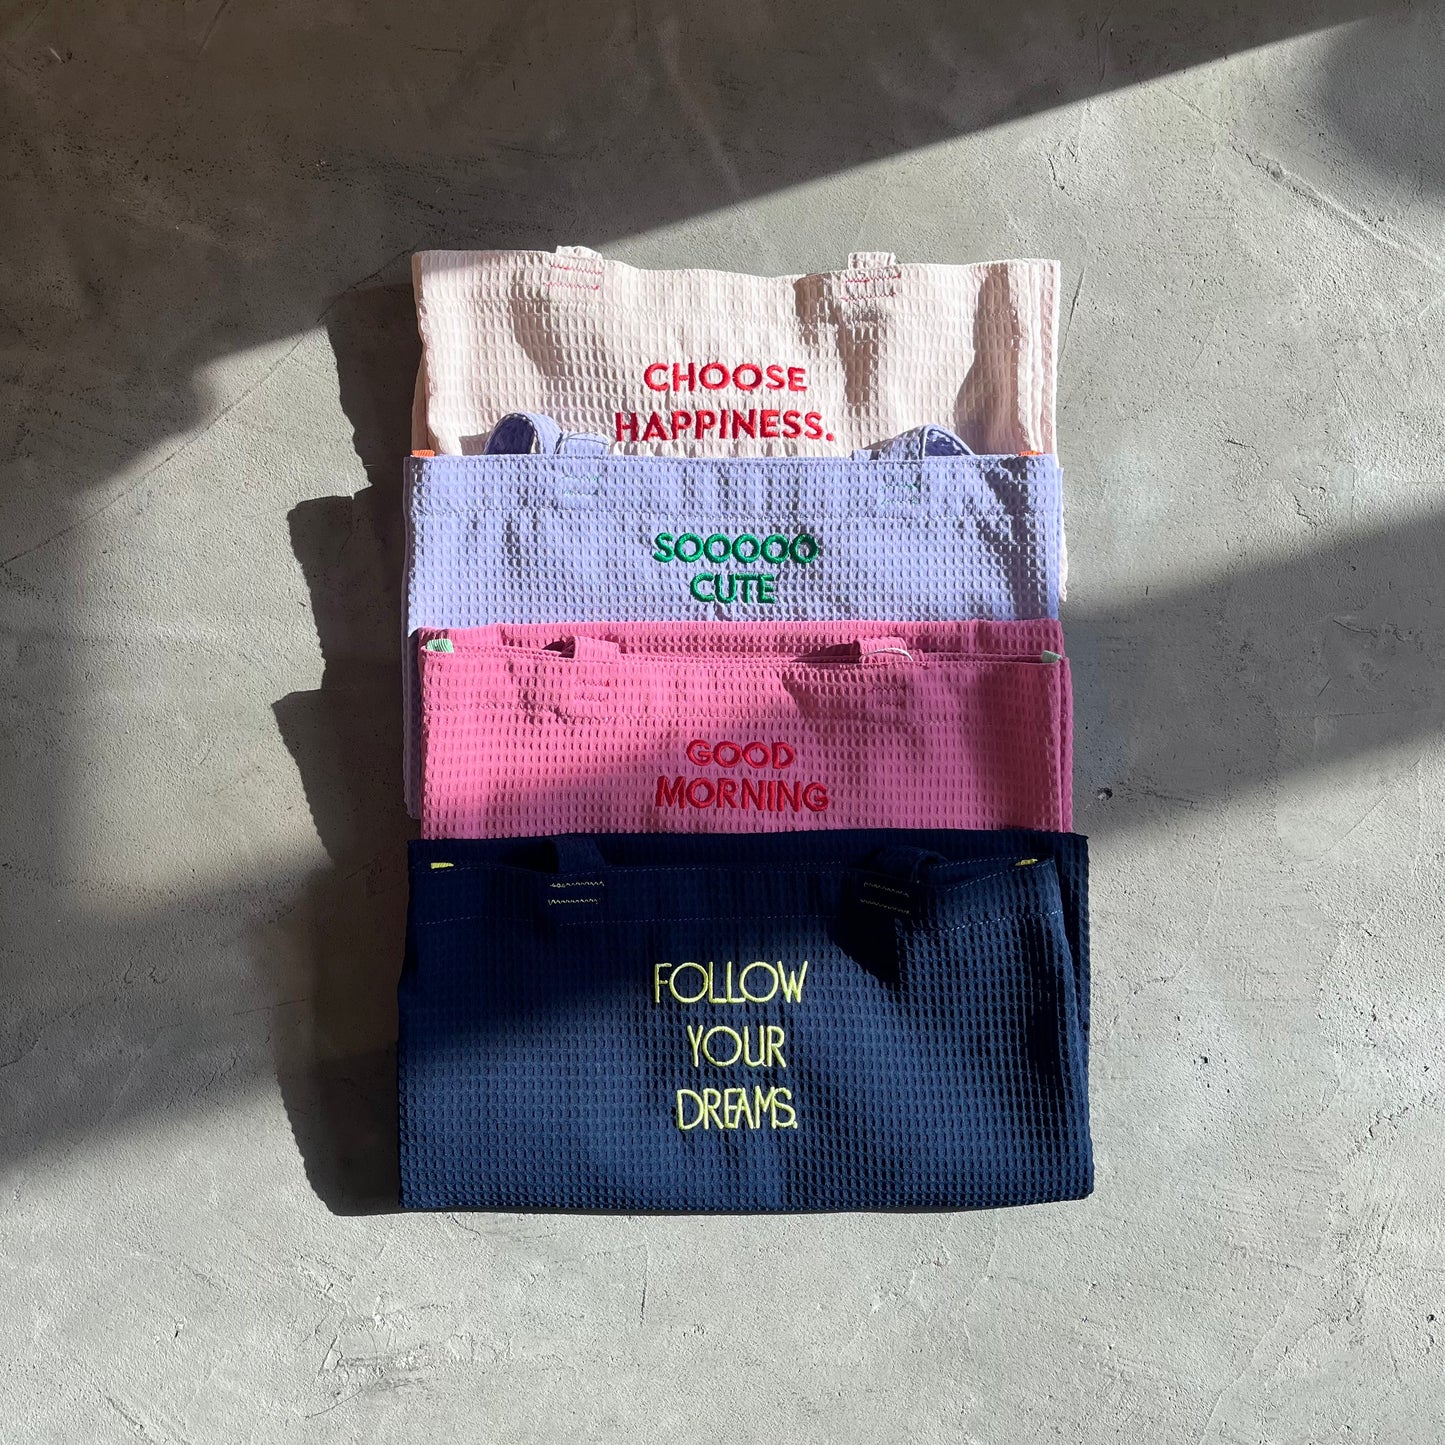 CHOOSE
HAPPINESS.
SOOOOO
CUTE
GOOD
MORNING
FOLLOW
YOUR
DREAMS.